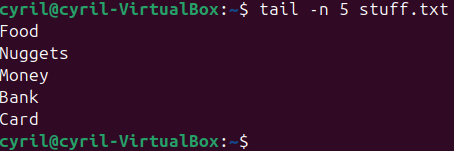 cyril@cyril-VirtualBox:~$ tail -n 5 stuff.txt
Food
Nuggets
Money
Bank
Card
cyril@cyril-VirtualBox:~$